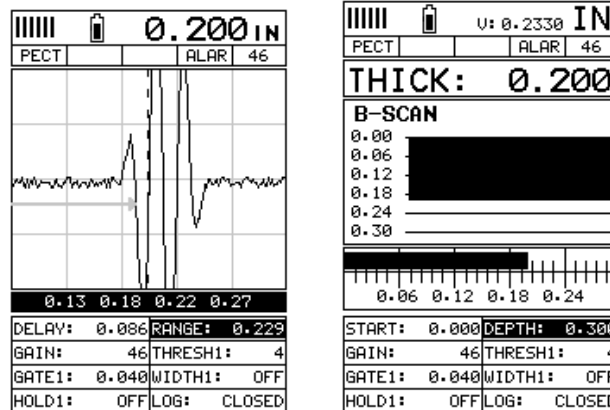 0.200 IN
PECT ALAR 46
0.13 0.18 0.22 0.27
DELAY: 0.086 RANGE: 0.229
GAIN: 46 THRESH1: 4
GATE1: 0.040 WIDTH1: OFF
HOLD1: OFF LOG: CLOSED
V: 0.2330 IN
PECT ALAR 46
THICK: 0.200
B-SCAN
0.00
0.06
0.12
0.18
0.24
0.30
0.06 0.12 0.18 0.24
START: 0.000 DEPTH: 0.300
GAIN: 46 THRESH1: 4
GATE1: 0.040 WIDTH1: OFF
HOLD1: OFF LOG: CLOSED